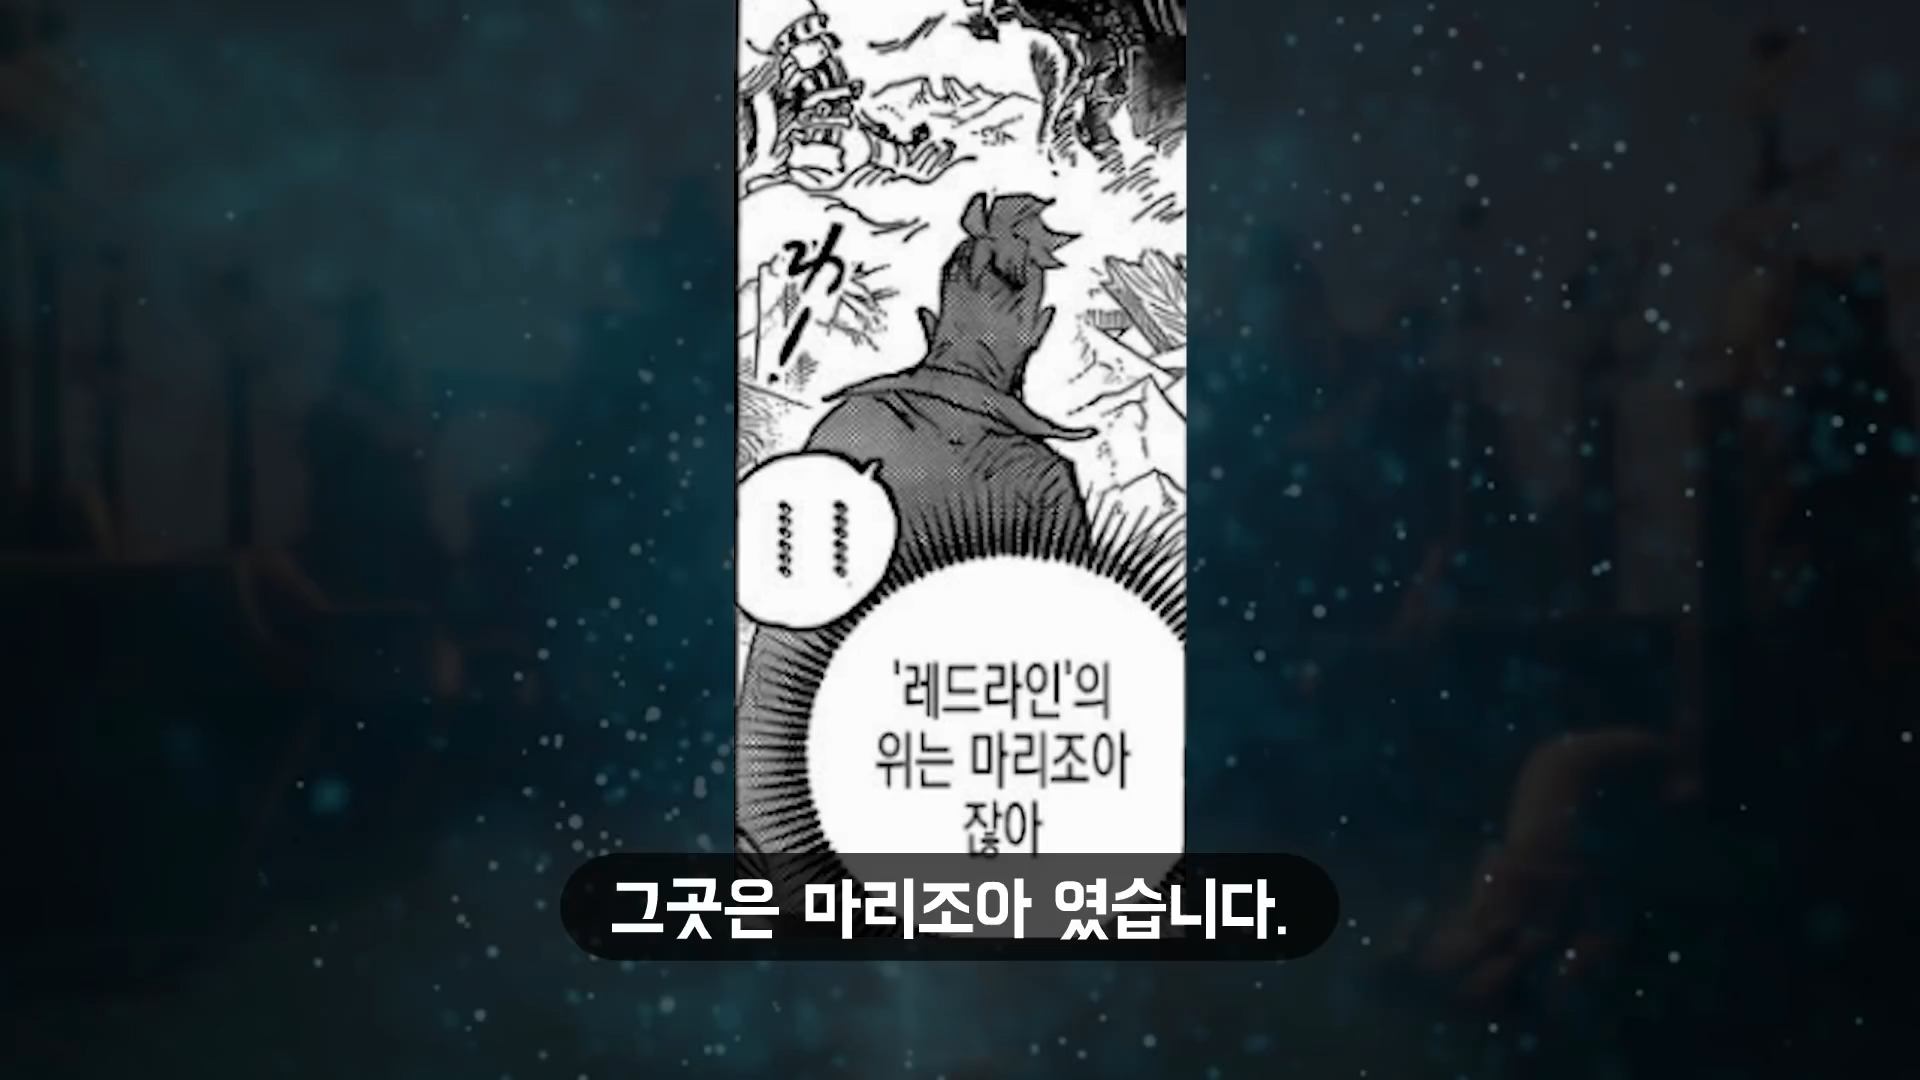 '레드라인'의
위는 마리조아
잖아
그곳은 마리조아 였습니다.